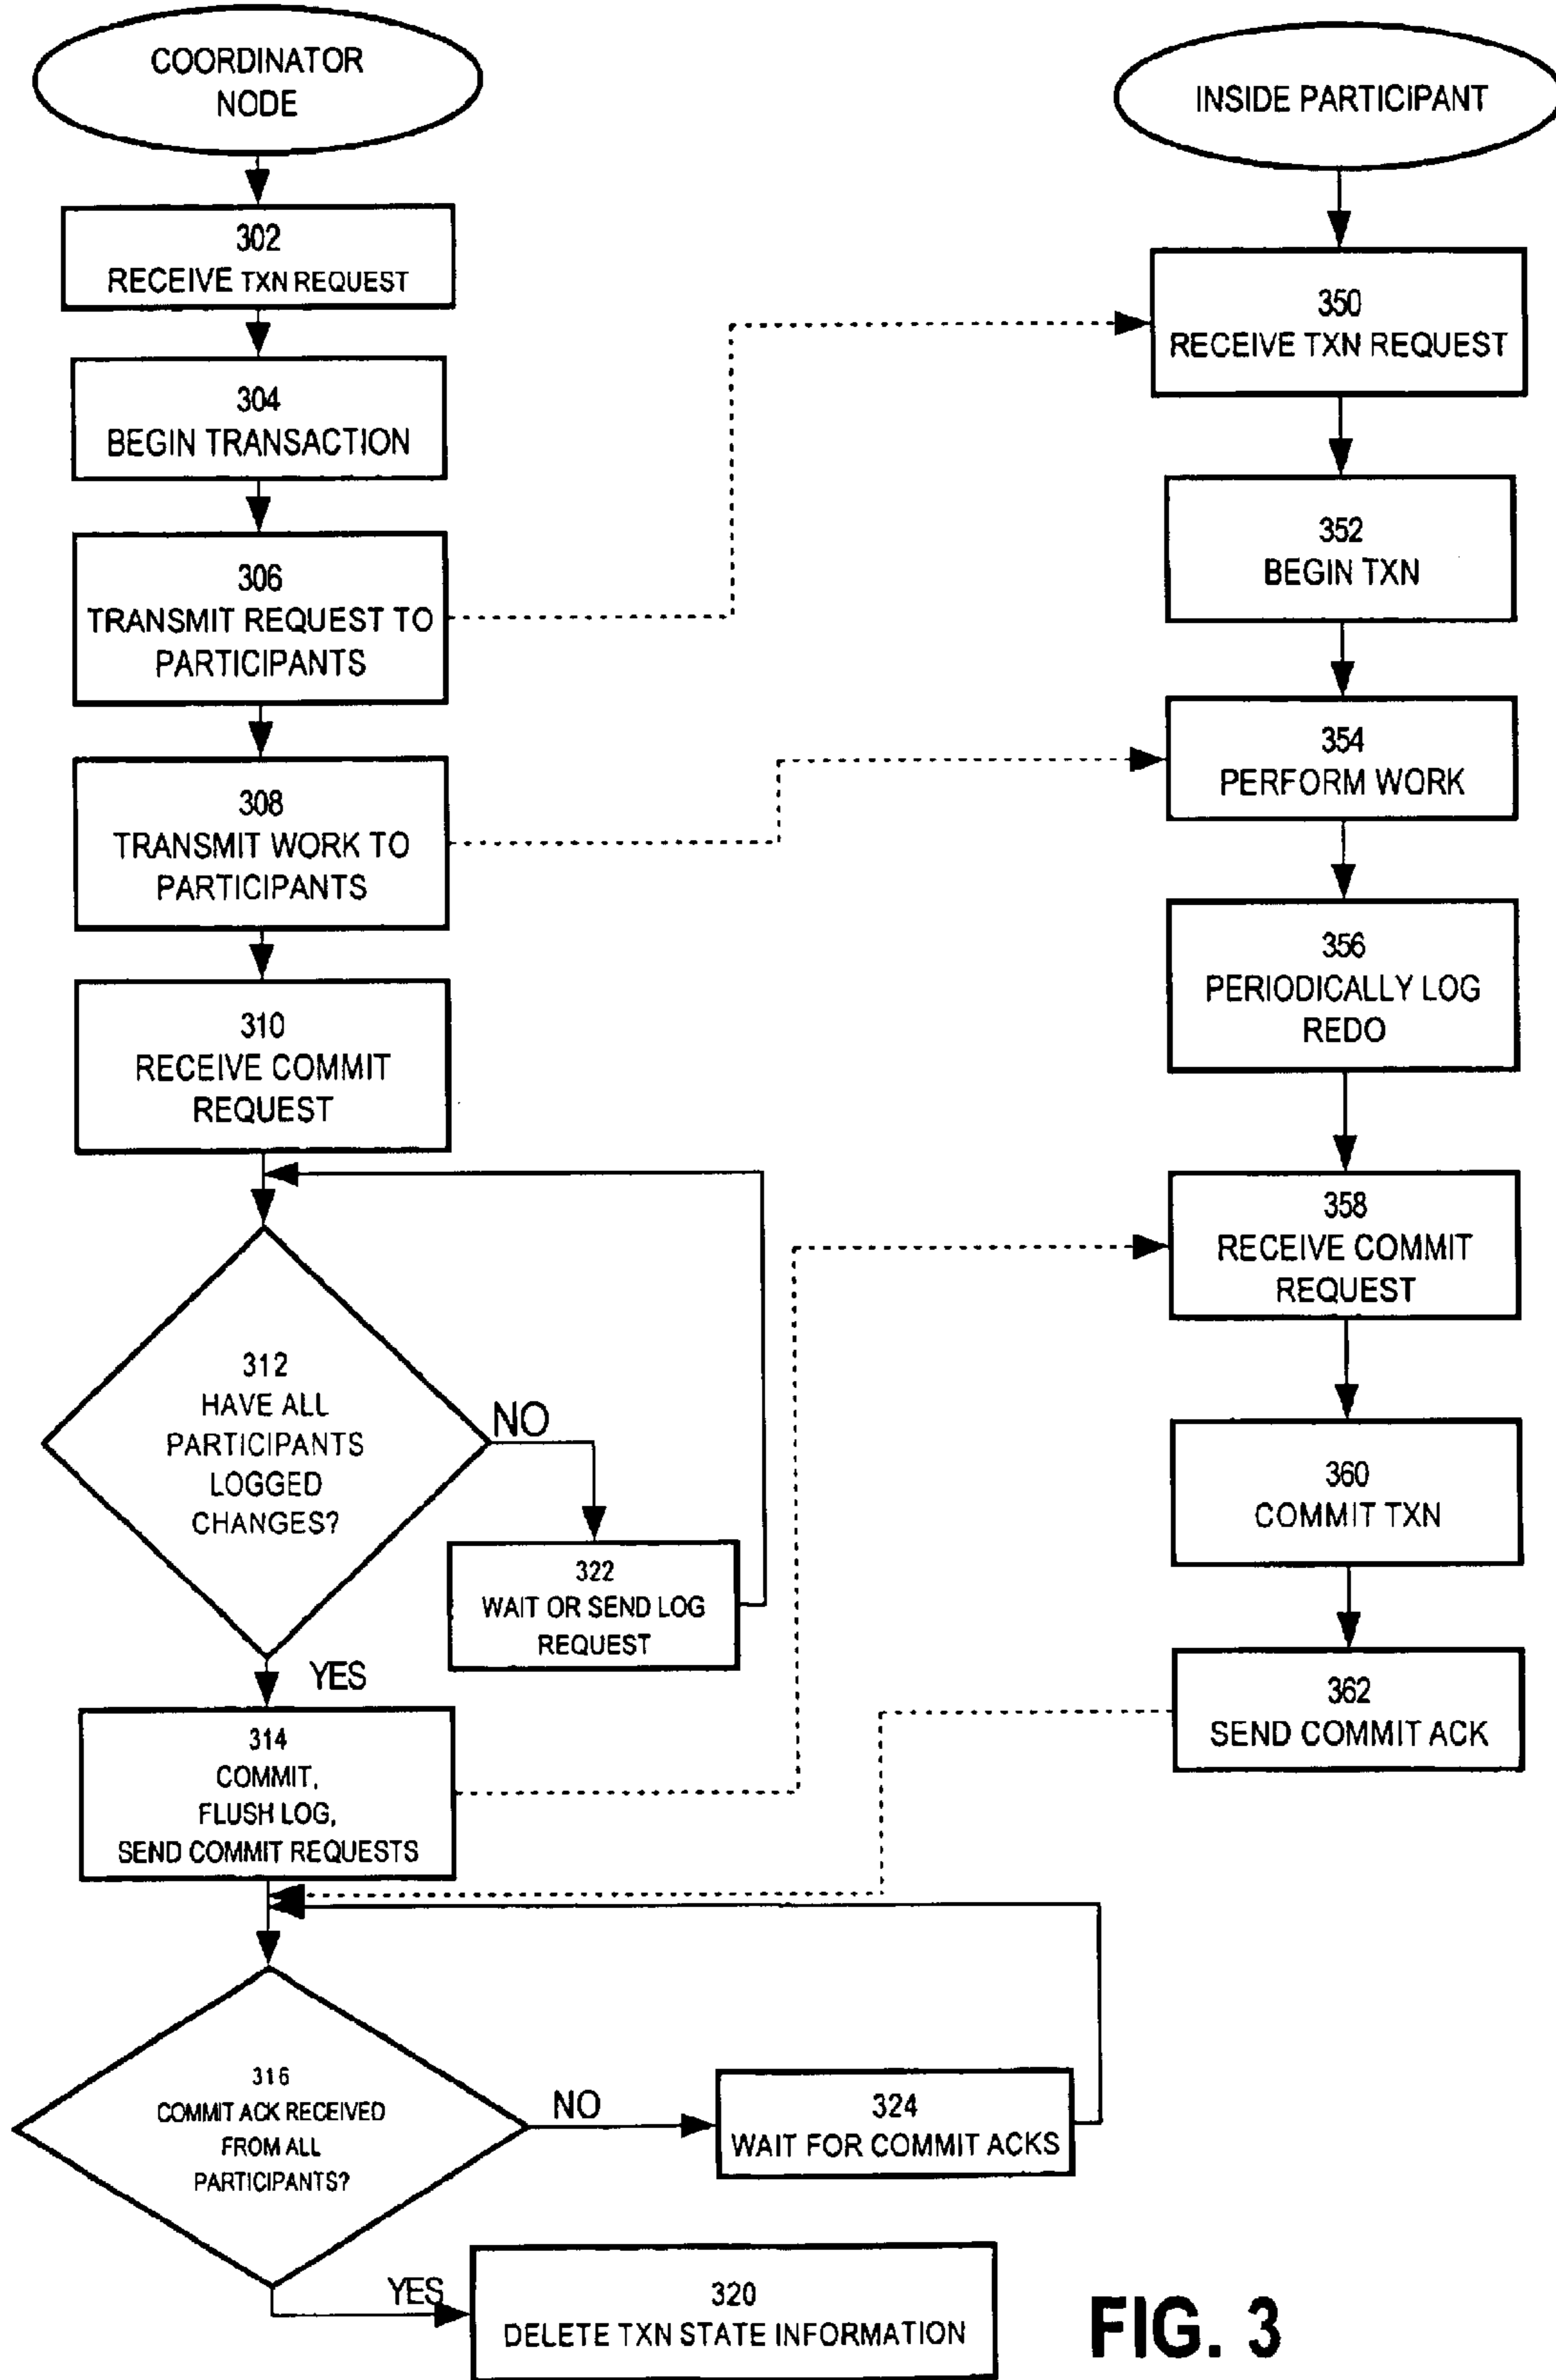 COORDINATOR
NODE
302
RECEIVE TXN REQUEST
304
BEGIN TRANSACTION
306
TRANSMIT REQUEST TO
PARTICIPANTS
308
TRANSMIT WORK TO
PARTICIPANTS
310
RECEIVE COMMIT
REQUEST
312
HAVE ALL
PARTICIPANTS
LOGGED
CHANGES?
NO
322
WAIT OR SEND LOG
REQUEST
YES
314
COMMIT,
FLUSH LOG,
SEND COMMIT REQUESTS
316
COMMIT ACK RECEIVED
FROM ALL
PARTICIPANTS?
NO
324
WAIT FOR COMMIT ACKS
YES
320
DELETE TXN STATE INFORMATION
INSIDE PARTICIPANT
350
RECEIVE TXN REQUEST
352
BEGIN TXN
354
PERFORM WORK
356
PERIODICALLY LOG
REDO
358
RECEIVE COMMIT
REQUEST
360
COMMIT TXN
362
SEND COMMIT ACK
FIG. 3